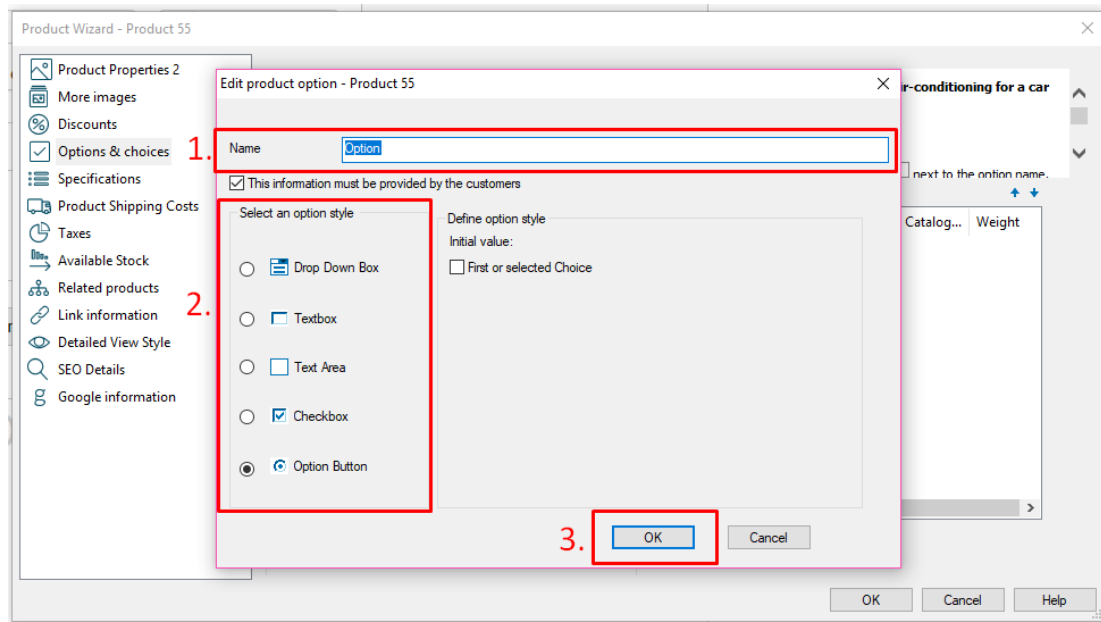 Product Wizard - Product 55
Product Properties 2
More images
Discounts
Options & choices
Specifications
Product Shipping Costs
Taxes
Available Stock
Related products
Link information
Detailed View Style
SEO Details
Google information
Edit product option - Product 55
1.
Name
Option
This information must be provided by the customers
2.
Select an option style
Drop Down Box
Textbox
Text Area
Checkbox
Option Button
Define option style
Initial value:
First or selected Choice
3.
OK
Cancel
ir-conditioning for a car
next to the option name.
Catalog... Weight
OK
Cancel
Help